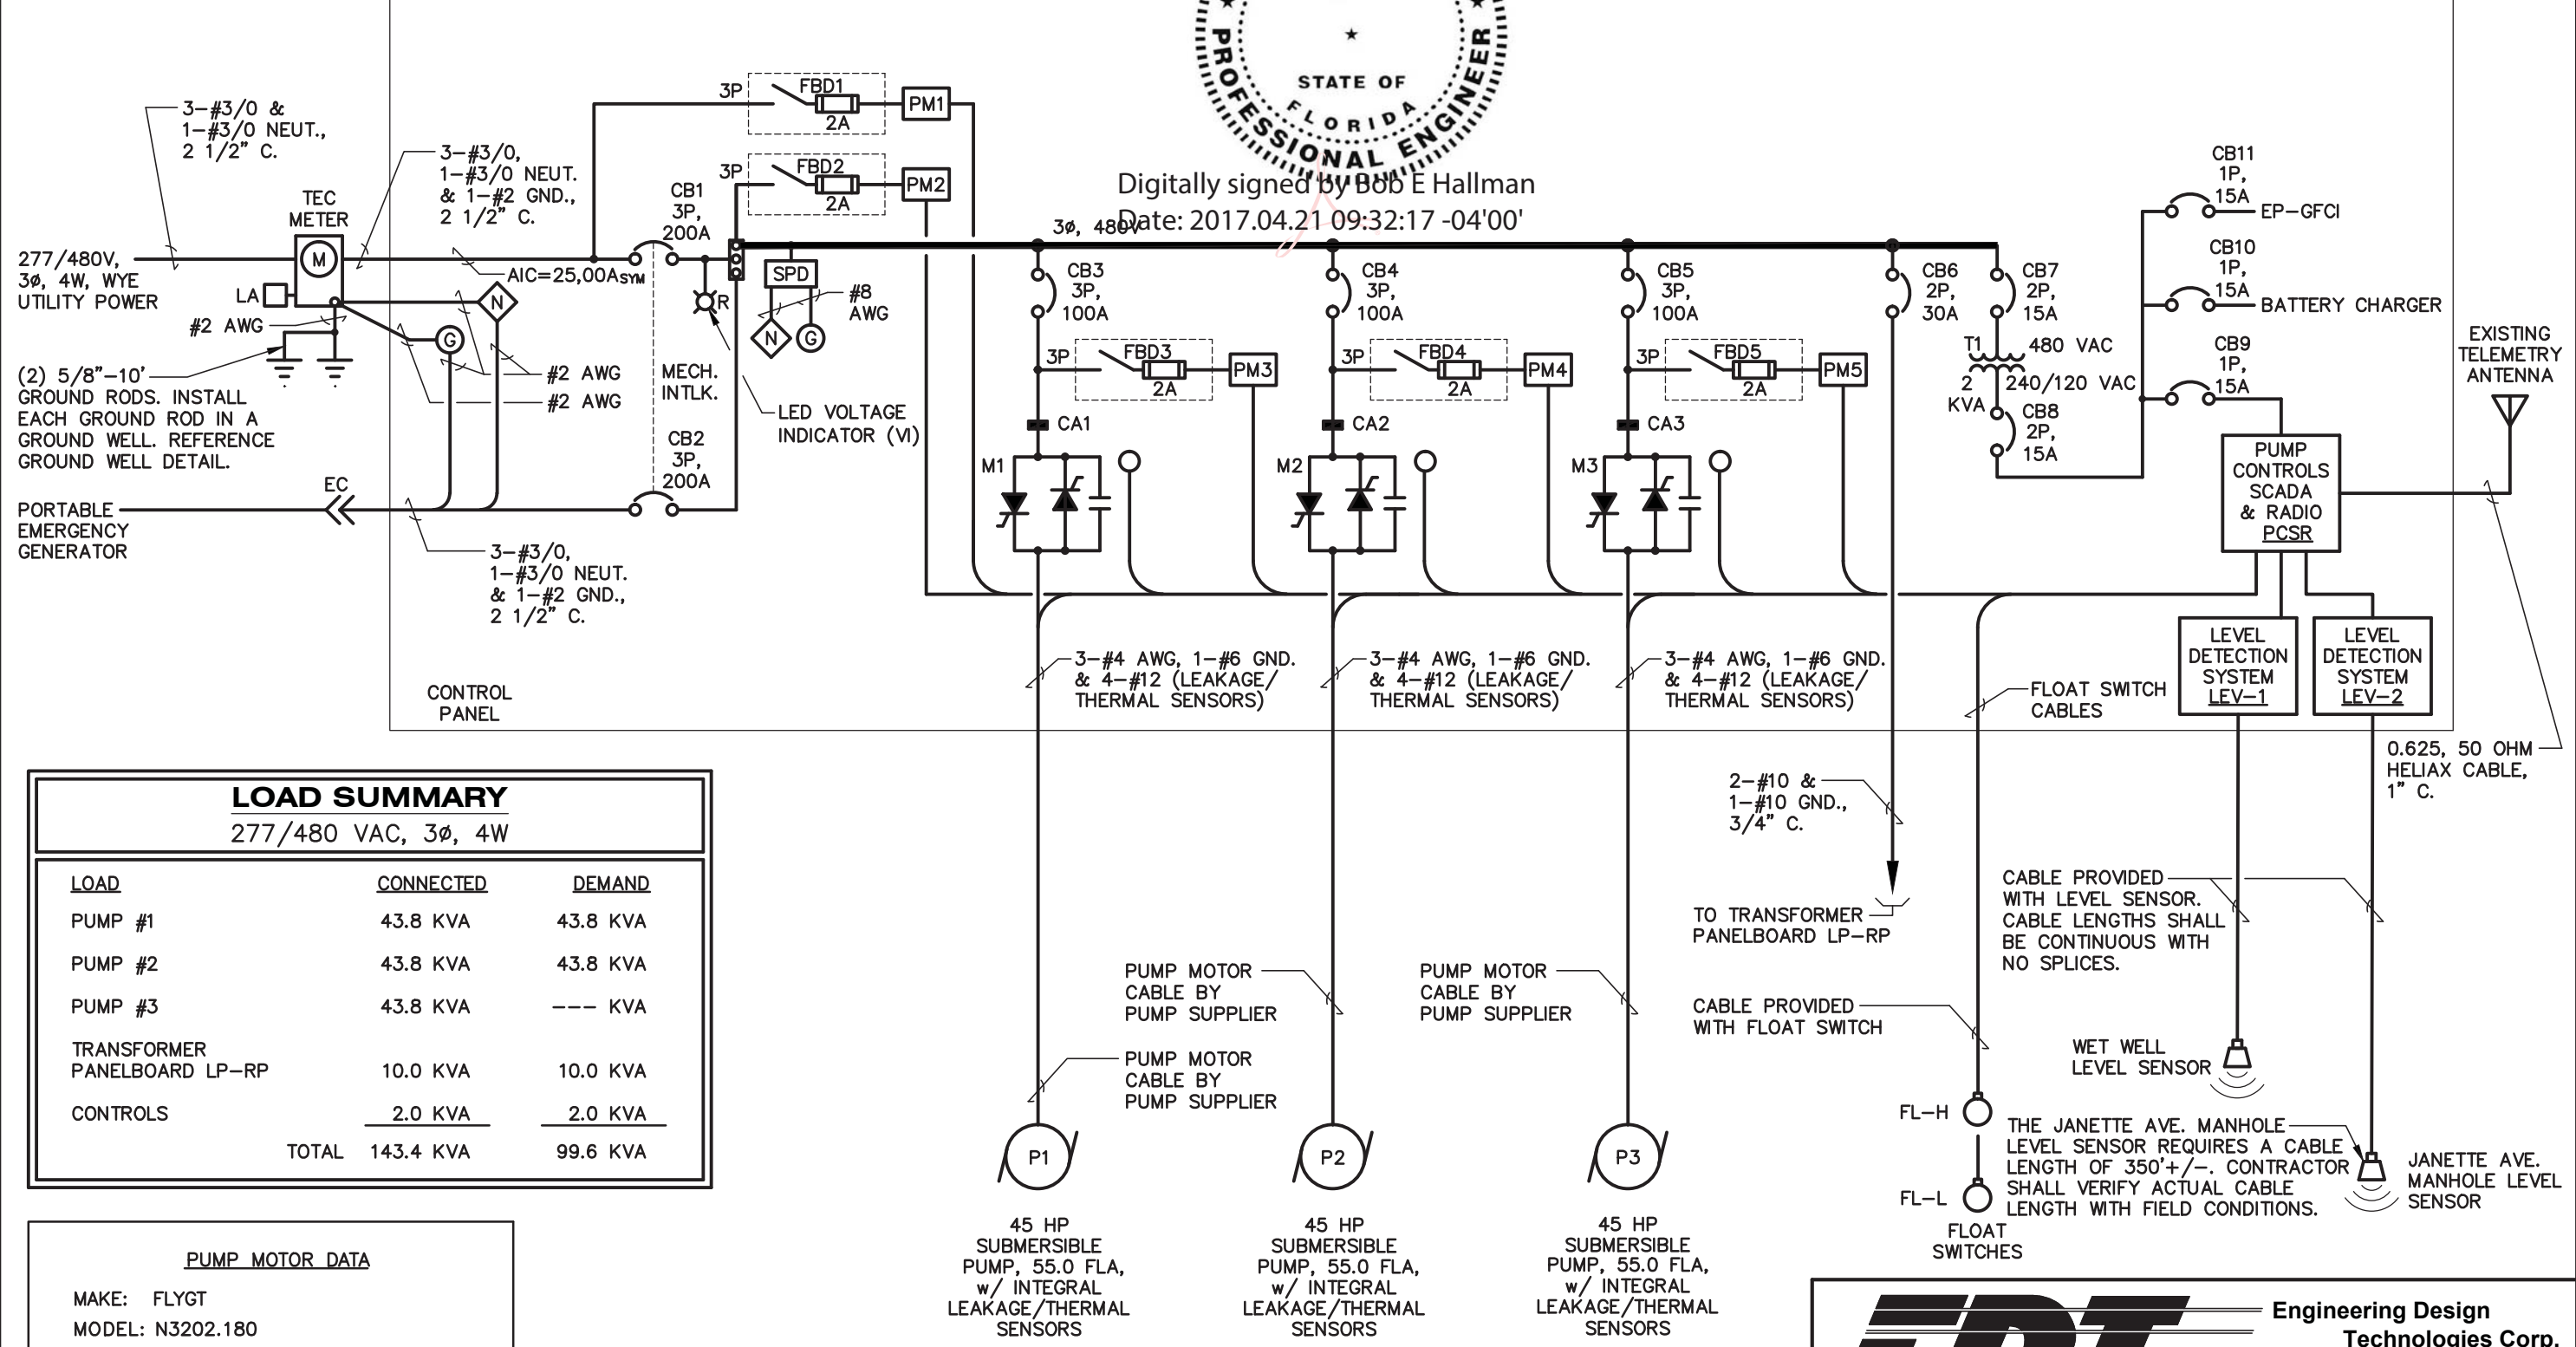 PROFESSIONAL ENGINEER
STATE OF
FLORIDA
Digitally signed by Bob E Hallman
Date: 2017.04.21 09:32:17 -04'00'
3-#3/0 &
1-#3/0 NEUT.,
2 1/2" C.
3-#3/0,
1-#3/0 NEUT.
& 1-#2 GND.,
2 1/2" C.
TEC
METER
M
277/480V,
3ø, 4W, WYE
UTILITY POWER
LA
#2 AWG
(2) 5/8"-10'
GROUND RODS. INSTALL
EACH GROUND ROD IN A
GROUND WELL. REFERENCE
GROUND WELL DETAIL.
AIC=25,00ASYM
N
G
#2 AWG
#2 AWG
PORTABLE
EMERGENCY
GENERATOR
EC
3-#3/0,
1-#3/0 NEUT.
& 1-#2 GND.,
2 1/2" C.
CONTROL
PANEL
CB1
3P,
200A
MECH.
INTLK.
CB2
3P,
200A
3P
FBD1
2A
PM1
3P
FBD2
2A
PM2
R
SPD
N
G
#8
AWG
LED VOLTAGE
INDICATOR (VI)
3ø, 480V
CB3
3P,
100A
3P
FBD3
2A
PM3
CA1
M1
CB4
3P,
100A
3P
FBD4
2A
PM4
CA2
M2
CB5
3P,
100A
3P
FBD5
2A
PM5
CA3
M3
CB6
2P,
30A
CB7
2P,
15A
T1
480 VAC
2
KVA
240/120 VAC
CB8
2P,
15A
CB11
1P,
15A
EP-GFCI
CB10
1P,
15A
BATTERY CHARGER
CB9
1P,
15A
EXISTING
TELEMETRY
ANTENNA
PUMP
CONTROLS
SCADA
& RADIO
PCSR
LEVEL
DETECTION
SYSTEM
LEV-1
LEVEL
DETECTION
SYSTEM
LEV-2
3-#4 AWG, 1-#6 GND.
& 4-#12 (LEAKAGE/
THERMAL SENSORS)
3-#4 AWG, 1-#6 GND.
& 4-#12 (LEAKAGE/
THERMAL SENSORS)
3-#4 AWG, 1-#6 GND.
& 4-#12 (LEAKAGE/
THERMAL SENSORS)
FLOAT SWITCH
CABLES
0.625, 50 OHM
HELIAX CABLE,
1" C.
2-#10 &
1-#10 GND.,
3/4" C.
TO TRANSFORMER
PANELBOARD LP-RP
CABLE PROVIDED
WITH LEVEL SENSOR.
CABLE LENGTHS SHALL
BE CONTINUOUS WITH
NO SPLICES.
PUMP MOTOR
CABLE BY
PUMP SUPPLIER
PUMP MOTOR
CABLE BY
PUMP SUPPLIER
PUMP MOTOR
CABLE BY
PUMP SUPPLIER
CABLE PROVIDED
WITH FLOAT SWITCH
WET WELL
LEVEL SENSOR
FL-H
FL-L
FLOAT
SWITCHES
THE JANETTE AVE. MANHOLE
LEVEL SENSOR REQUIRES A CABLE
LENGTH OF 350'+/-. CONTRACTOR
SHALL VERIFY ACTUAL CABLE
LENGTH WITH FIELD CONDITIONS.
JANETTE AVE.
MANHOLE LEVEL
SENSOR
P1
45 HP
SUBMERSIBLE
PUMP, 55.0 FLA,
w/ INTEGRAL
LEAKAGE/THERMAL
SENSORS
P2
45 HP
SUBMERSIBLE
PUMP, 55.0 FLA,
w/ INTEGRAL
LEAKAGE/THERMAL
SENSORS
P3
45 HP
SUBMERSIBLE
PUMP, 55.0 FLA,
w/ INTEGRAL
LEAKAGE/THERMAL
SENSORS
LOAD SUMMARY
277/480 VAC, 3ø, 4W
LOAD CONNECTED DEMAND
PUMP #1 43.8 KVA 43.8 KVA
PUMP #2 43.8 KVA 43.8 KVA
PUMP #3 43.8 KVA --- KVA
TRANSFORMER
PANELBOARD LP-RP 10.0 KVA 10.0 KVA
CONTROLS 2.0 KVA 2.0 KVA
TOTAL 143.4 KVA 99.6 KVA
PUMP MOTOR DATA
MAKE: FLYGT
MODEL: N3202.180
EDT
Engineering Design
Technologies Corp.